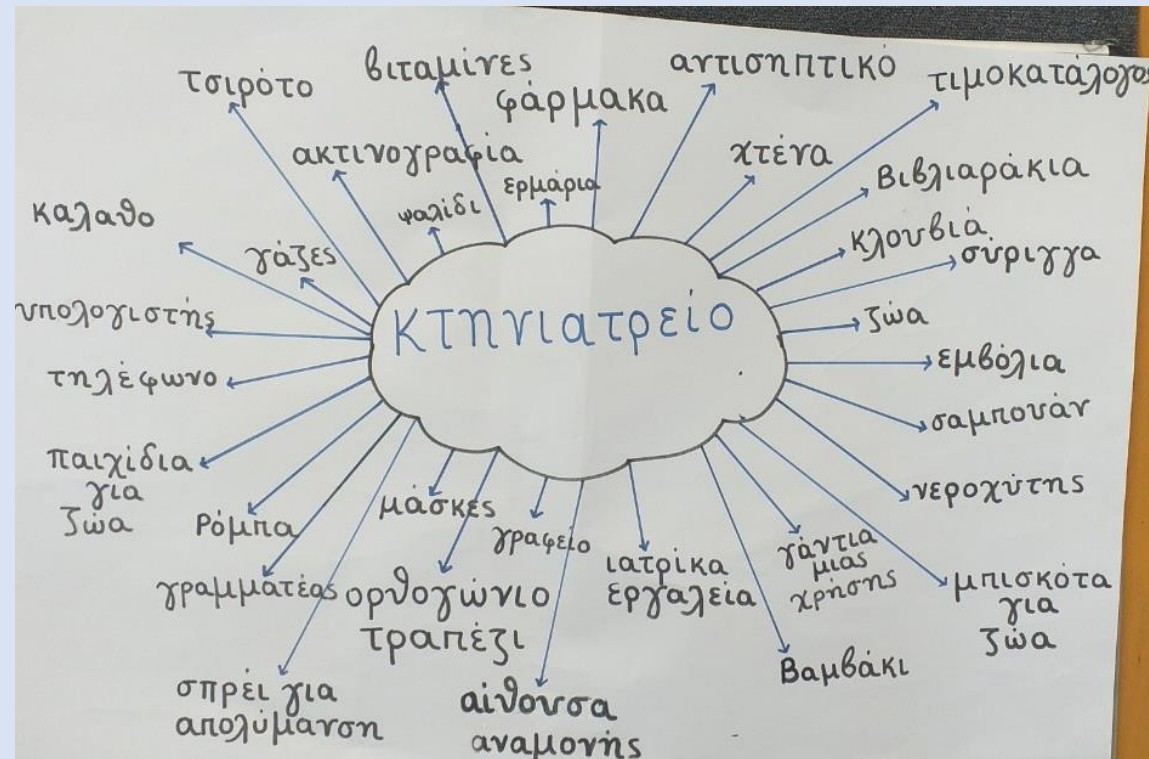 τσιρότο
βιταμίνες
φάρμακα
αντισηπτικό
τιμοκατάλογος
ακτινογραφία
ερμάρια
χτένα
Βιβλιαράκια
καλαθο
ψαλίδι
γάζες
κλουβιά
σύριγγα
υπολογιστής
κτηνιατρείο
ζώα
τηλέφωνο
εμβόλια
σαμπουάν
παιχίδια
για
ζώα
νεροχύτης
Ρόμπα
μάσκες
γραφείο
ιατρικα
εργαλεία
γάντια
μιας
χρήσης
μπισκότα
για
ζώα
γραμματέας
ορθογώνιο
τραπέζι
Βαμβάκι
σπρέι για
απολύμανση
αίθουσα
αναμονής